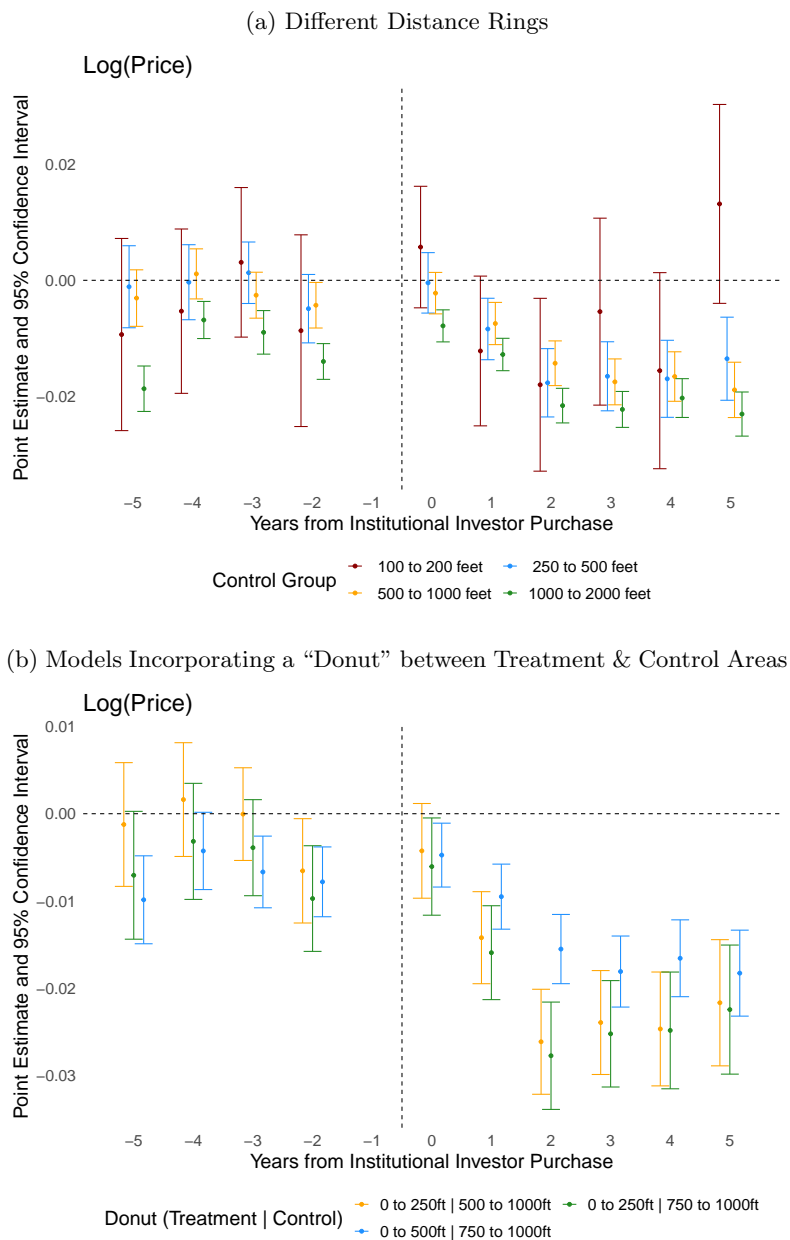 (a) Different Distance Rings
Log(Price)
Point Estimate and 95% Confidence Interval
0.02
0.00
−0.02
−5 −4 −3 −2 −1 0 1 2 3 4 5
Years from Institutional Investor Purchase
Control Group
100 to 200 feet 250 to 500 feet
500 to 1000 feet 1000 to 2000 feet
(b) Models Incorporating a “Donut” between Treatment & Control Areas
Log(Price)
Point Estimate and 95% Confidence Interval
0.01
0.00
−0.01
−0.02
−0.03
−5 −4 −3 −2 −1 0 1 2 3 4 5
Years from Institutional Investor Purchase
Donut (Treatment | Control)
0 to 250ft | 500 to 1000ft 0 to 250ft | 750 to 1000ft
0 to 500ft | 750 to 1000ft